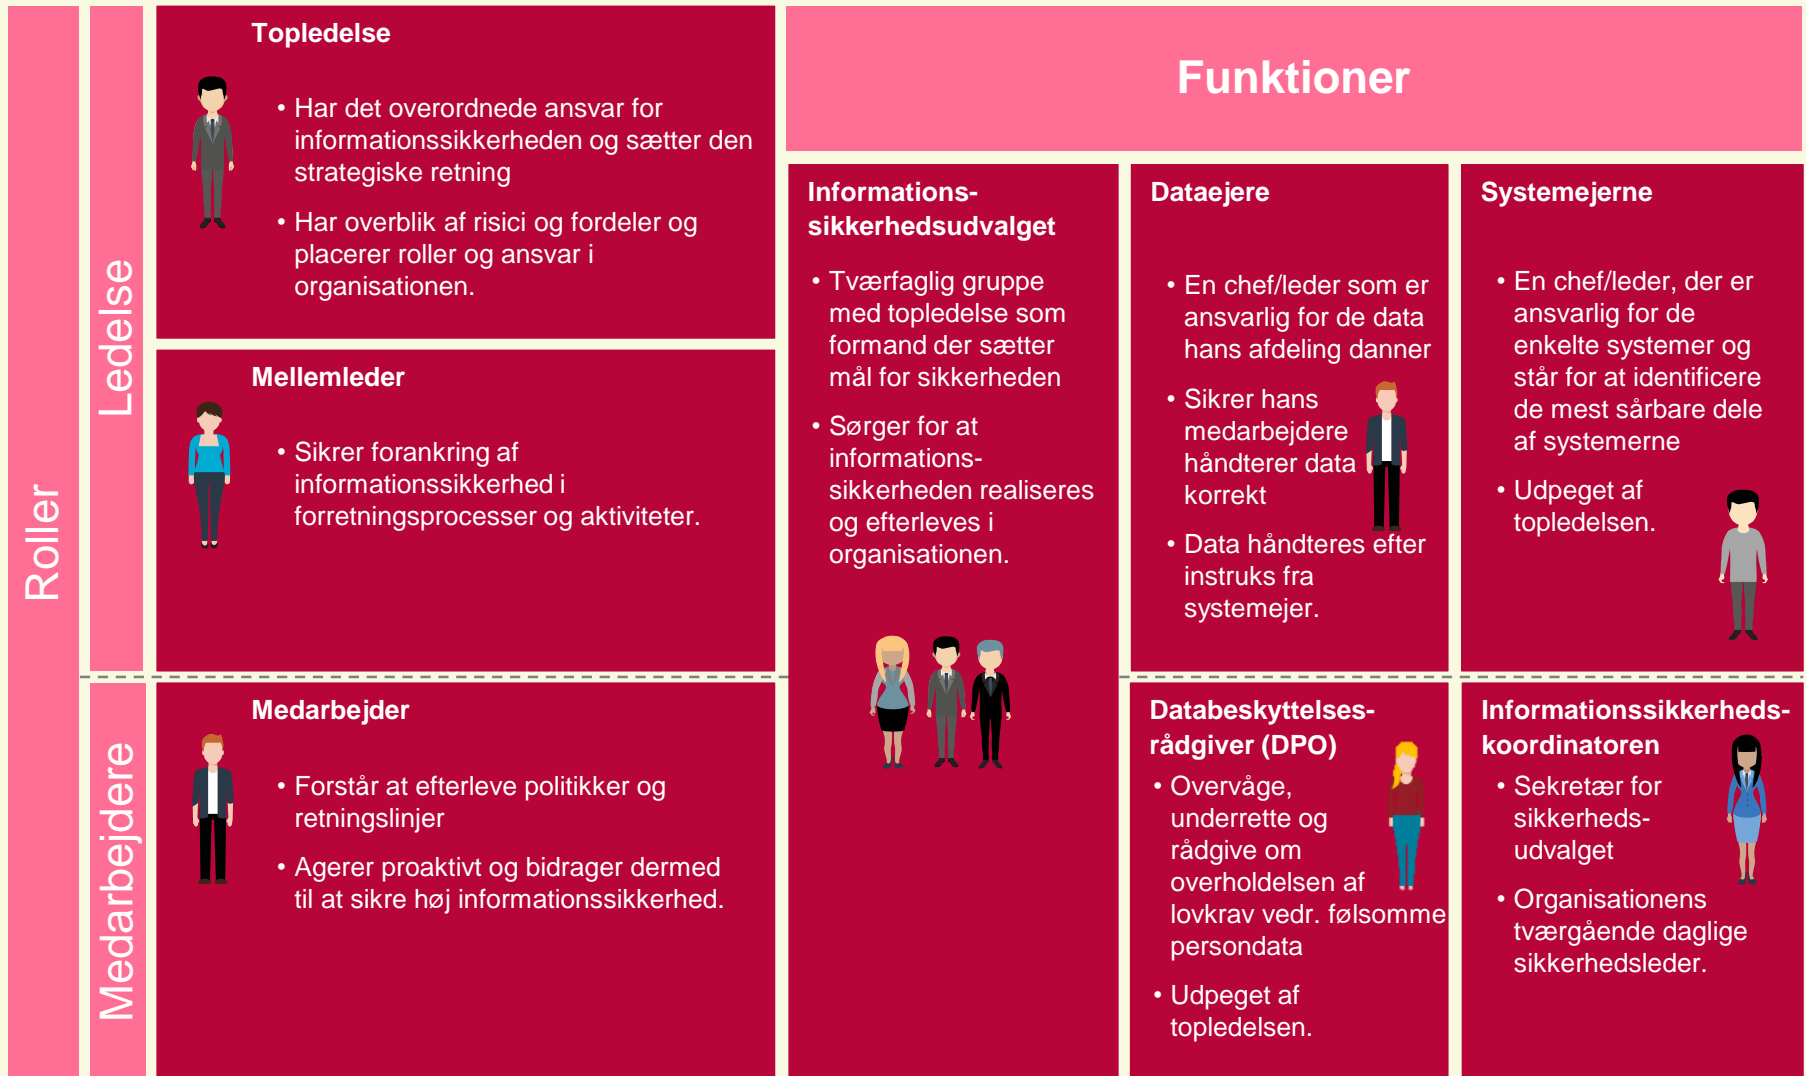 Roller
Ledelse
Topledelse
• Har det overordnede ansvar for
informationssikkerheden og sætter den
strategiske retning
• Har overblik af risici og fordeler og
placerer roller og ansvar i
organisationen.
Mellemleder
• Sikrer forankring af
informationssikkerhed i
forretningsprocesser og aktiviteter.
Medarbejdere
Medarbejder
• Forstår at efterleve politikker og
retningslinjer
• Agerer proaktivt og bidrager dermed
til at sikre høj informationssikkerhed.
Funktioner
Informations-
sikkerhedsudvalget
• Tværfaglig gruppe
med topledelse som
formand der sætter
mål for sikkerheden
• Sørger for at
informations-
sikkerheden realiseres
og efterleves i
organisationen.
Dataejere
• En chef/leder som er
ansvarlig for de data
hans afdeling danner
• Sikrer hans
medarbejdere
håndterer data
korrekt
• Data håndteres efter
instruks fra
systemejer.
Systemejerne
• En chef/leder, der er
ansvarlig for de
enkelte systemer og
står for at identificere
de mest sårbare dele
af systemerne
• Udpeget af
topledelsen.
Databeskyttelses-
rådgiver (DPO)
• Overvåge,
underrette og
rådgive om
overholdelsen af
lovkrav vedr. følsomme
persondata
• Udpeget af
topledelsen.
Informationssikkerheds-
koordinatoren
• Sekretær for
sikkerheds-
udvalget
• Organisationens
tværgående daglige
sikkerhedsleder.